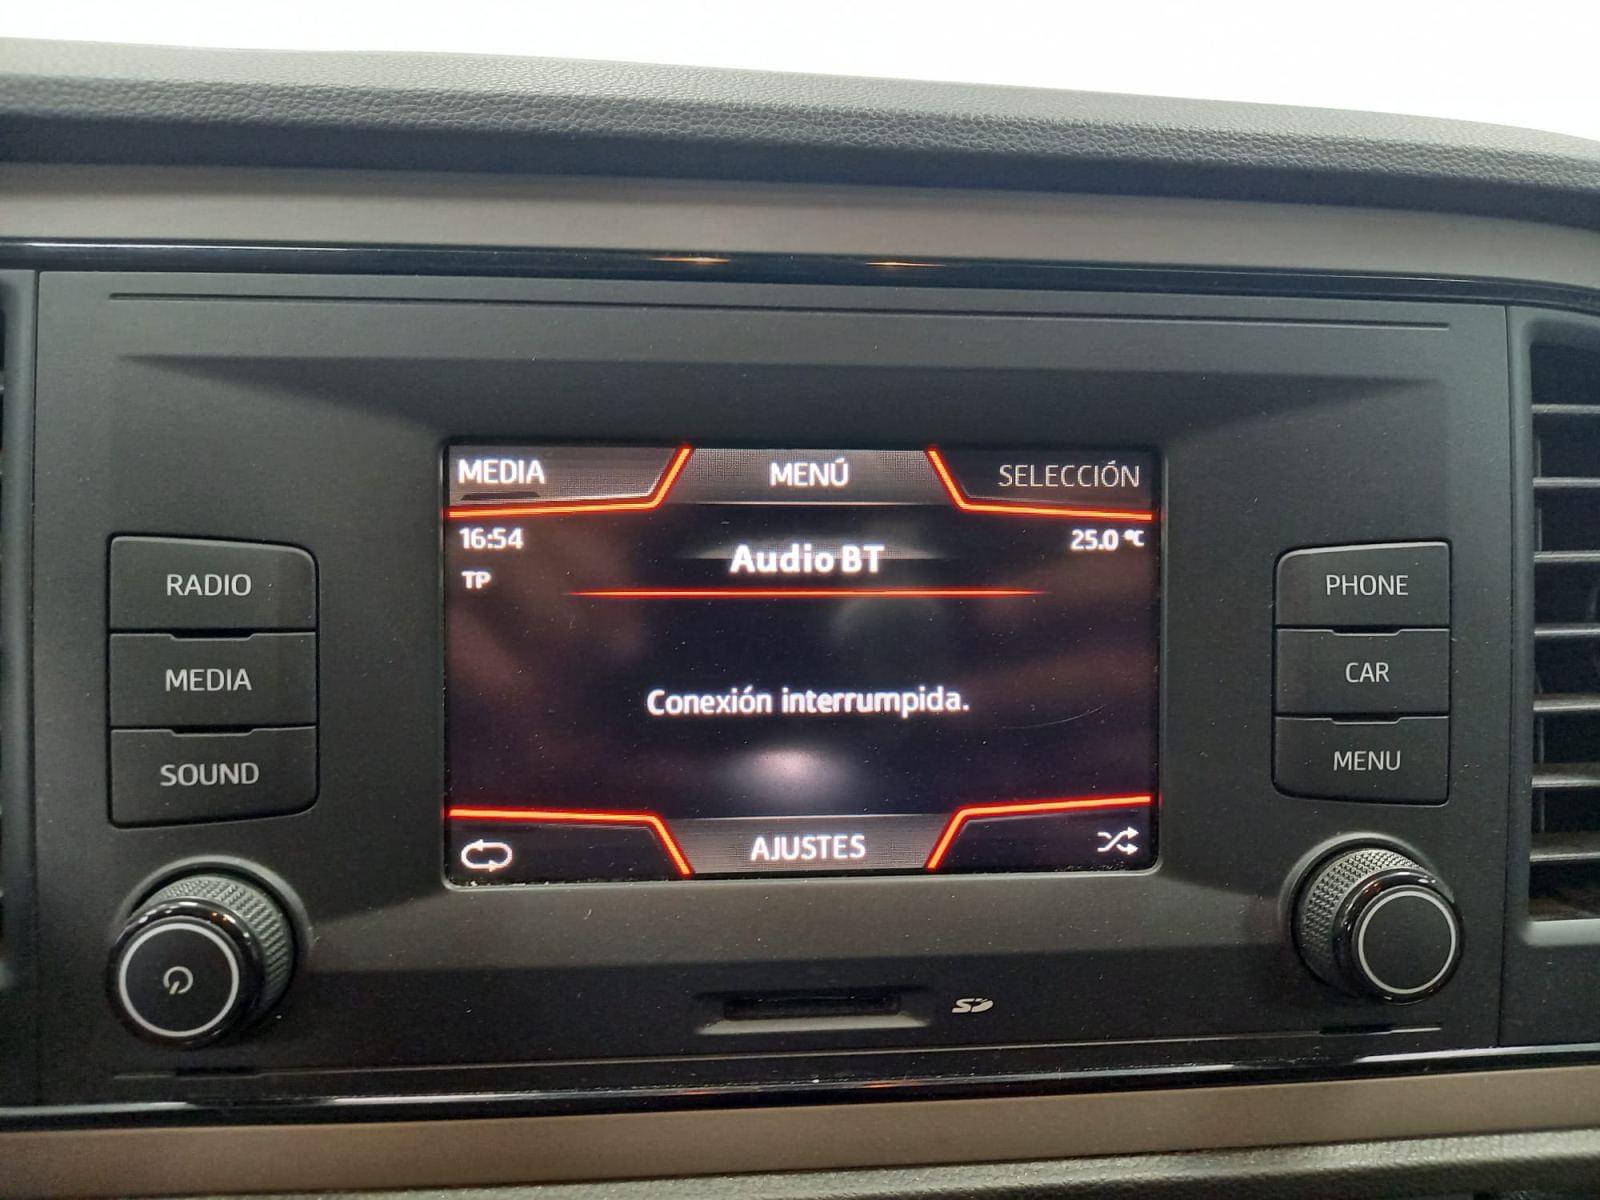 MEDIA
MENÚ
SELECCIÓN
16:54
Audio BT
25.0 °C
TP
Conexión interrumpida.
AJUSTES
RADIO
MEDIA
SOUND
PHONE
CAR
MENU
SD